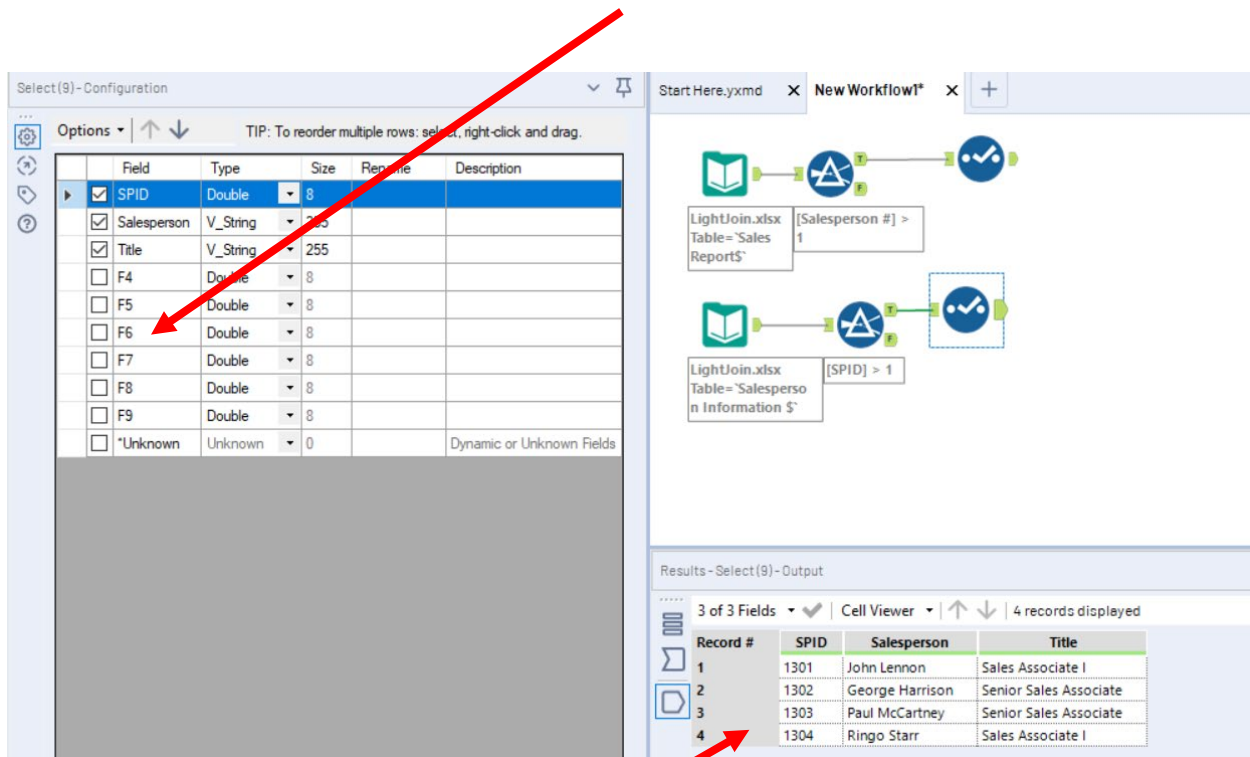 Select (9) - Configuration
Options
TIP: To reorder multiple rows: select, right-click and drag.
Field Type Size Rename Description
SPID Double 8
Salesperson V_String 255
Title V_String 255
F4 Double 8
F5 Double 8
F6 Double 8
F7 Double 8
F8 Double 8
F9 Double 8
*Unknown Unknown 0 Dynamic or Unknown Fields
Start Here.yxmd X New Workflow1* X +
T
F
LightJoin.xlsx
Table=`Sales
Report$`
[Salesperson #] >
1
T
F
LightJoin.xlsx
Table=`Salesperso
n Information $`
[SPID] > 1
Results - Select (9) - Output
3 of 3 Fields Cell Viewer 4 records displayed
Record # SPID Salesperson Title
1 1301 John Lennon Sales Associate I
2 1302 George Harrison Senior Sales Associate
3 1303 Paul McCartney Senior Sales Associate
4 1304 Ringo Starr Sales Associate I